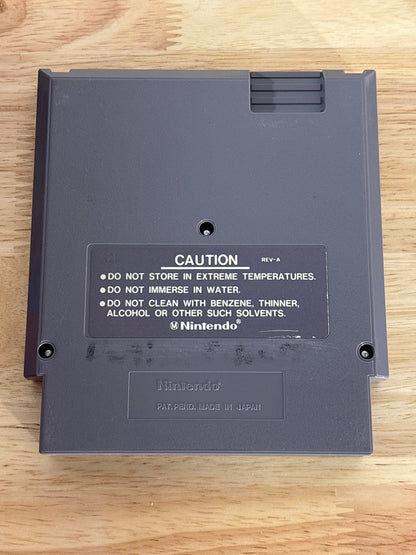 CAUTION REV-A
●DO NOT STORE IN EXTREME TEMPERATURES.
●DO NOT IMMERSE IN WATER.
●DO NOT CLEAN WITH BENZENE, THINNER,
ALCOHOL OR OTHER SUCH SOLVENTS.
Ⓜ Nintendo®
Nintendo®
PAT. PEND. MADE IN JAPAN